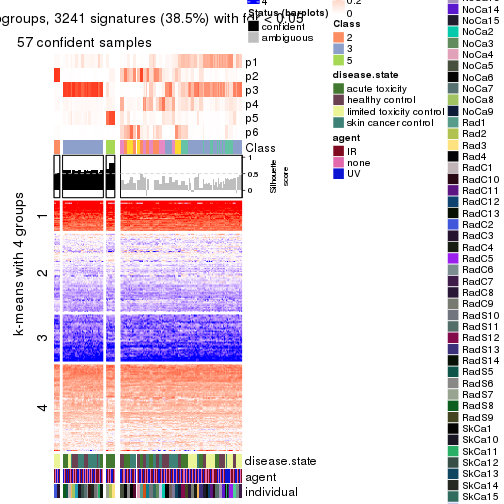 groups, 3241 signatures (38.5%) with fdr < 0.05
57 confident samples
p1
p2
p3
p4
p5
p6
Class
1
0.5
0
Silhouette
score
k-means with 4 groups
1
2
3
4
disease.state
agent
individual
4
Status (barplots)
confident
ambiguous
0.2
0
Class
2
3
5
disease.state
acute toxicity
healthy control
limited toxicity control
skin cancer control
agent
IR
none
UV
NoCa14
NoCa15
NoCa2
NoCa3
NoCa4
NoCa5
NoCa6
NoCa7
NoCa8
NoCa9
Rad1
Rad2
Rad3
Rad4
RadC1
RadC10
RadC11
RadC12
RadC13
RadC2
RadC3
RadC4
RadC5
RadC6
RadC7
RadC8
RadC9
RadS10
RadS11
RadS12
RadS13
RadS14
RadS5
RadS6
RadS7
RadS8
RadS9
SkCa1
SkCa10
SkCa11
SkCa12
SkCa13
SkCa14
SkCa15